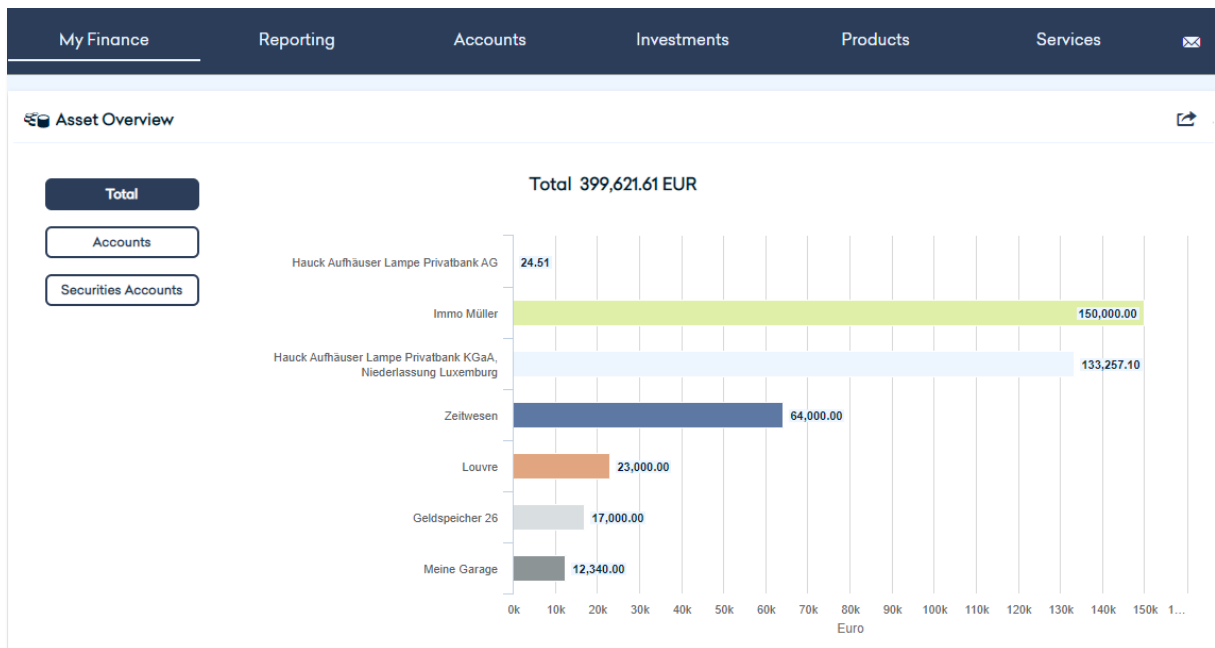 My Finance Reporting Accounts Investments Products Services
Asset Overview
Total
Accounts
Securities Accounts
Total 399,621.61 EUR
Hauck Aufhäuser Lampe Privatbank AG 24.51
Immo Müller 150,000.00
Hauck Aufhäuser Lampe Privatbank KGaA,
Niederlassung Luxemburg 133,257.10
Zeitwesen 64,000.00
Louvre 23,000.00
Geldspeicher 26 17,000.00
Meine Garage 12,340.00
0k 10k 20k 30k 40k 50k 60k 70k 80k 90k 100k 110k 120k 130k 140k 150k 1...
Euro